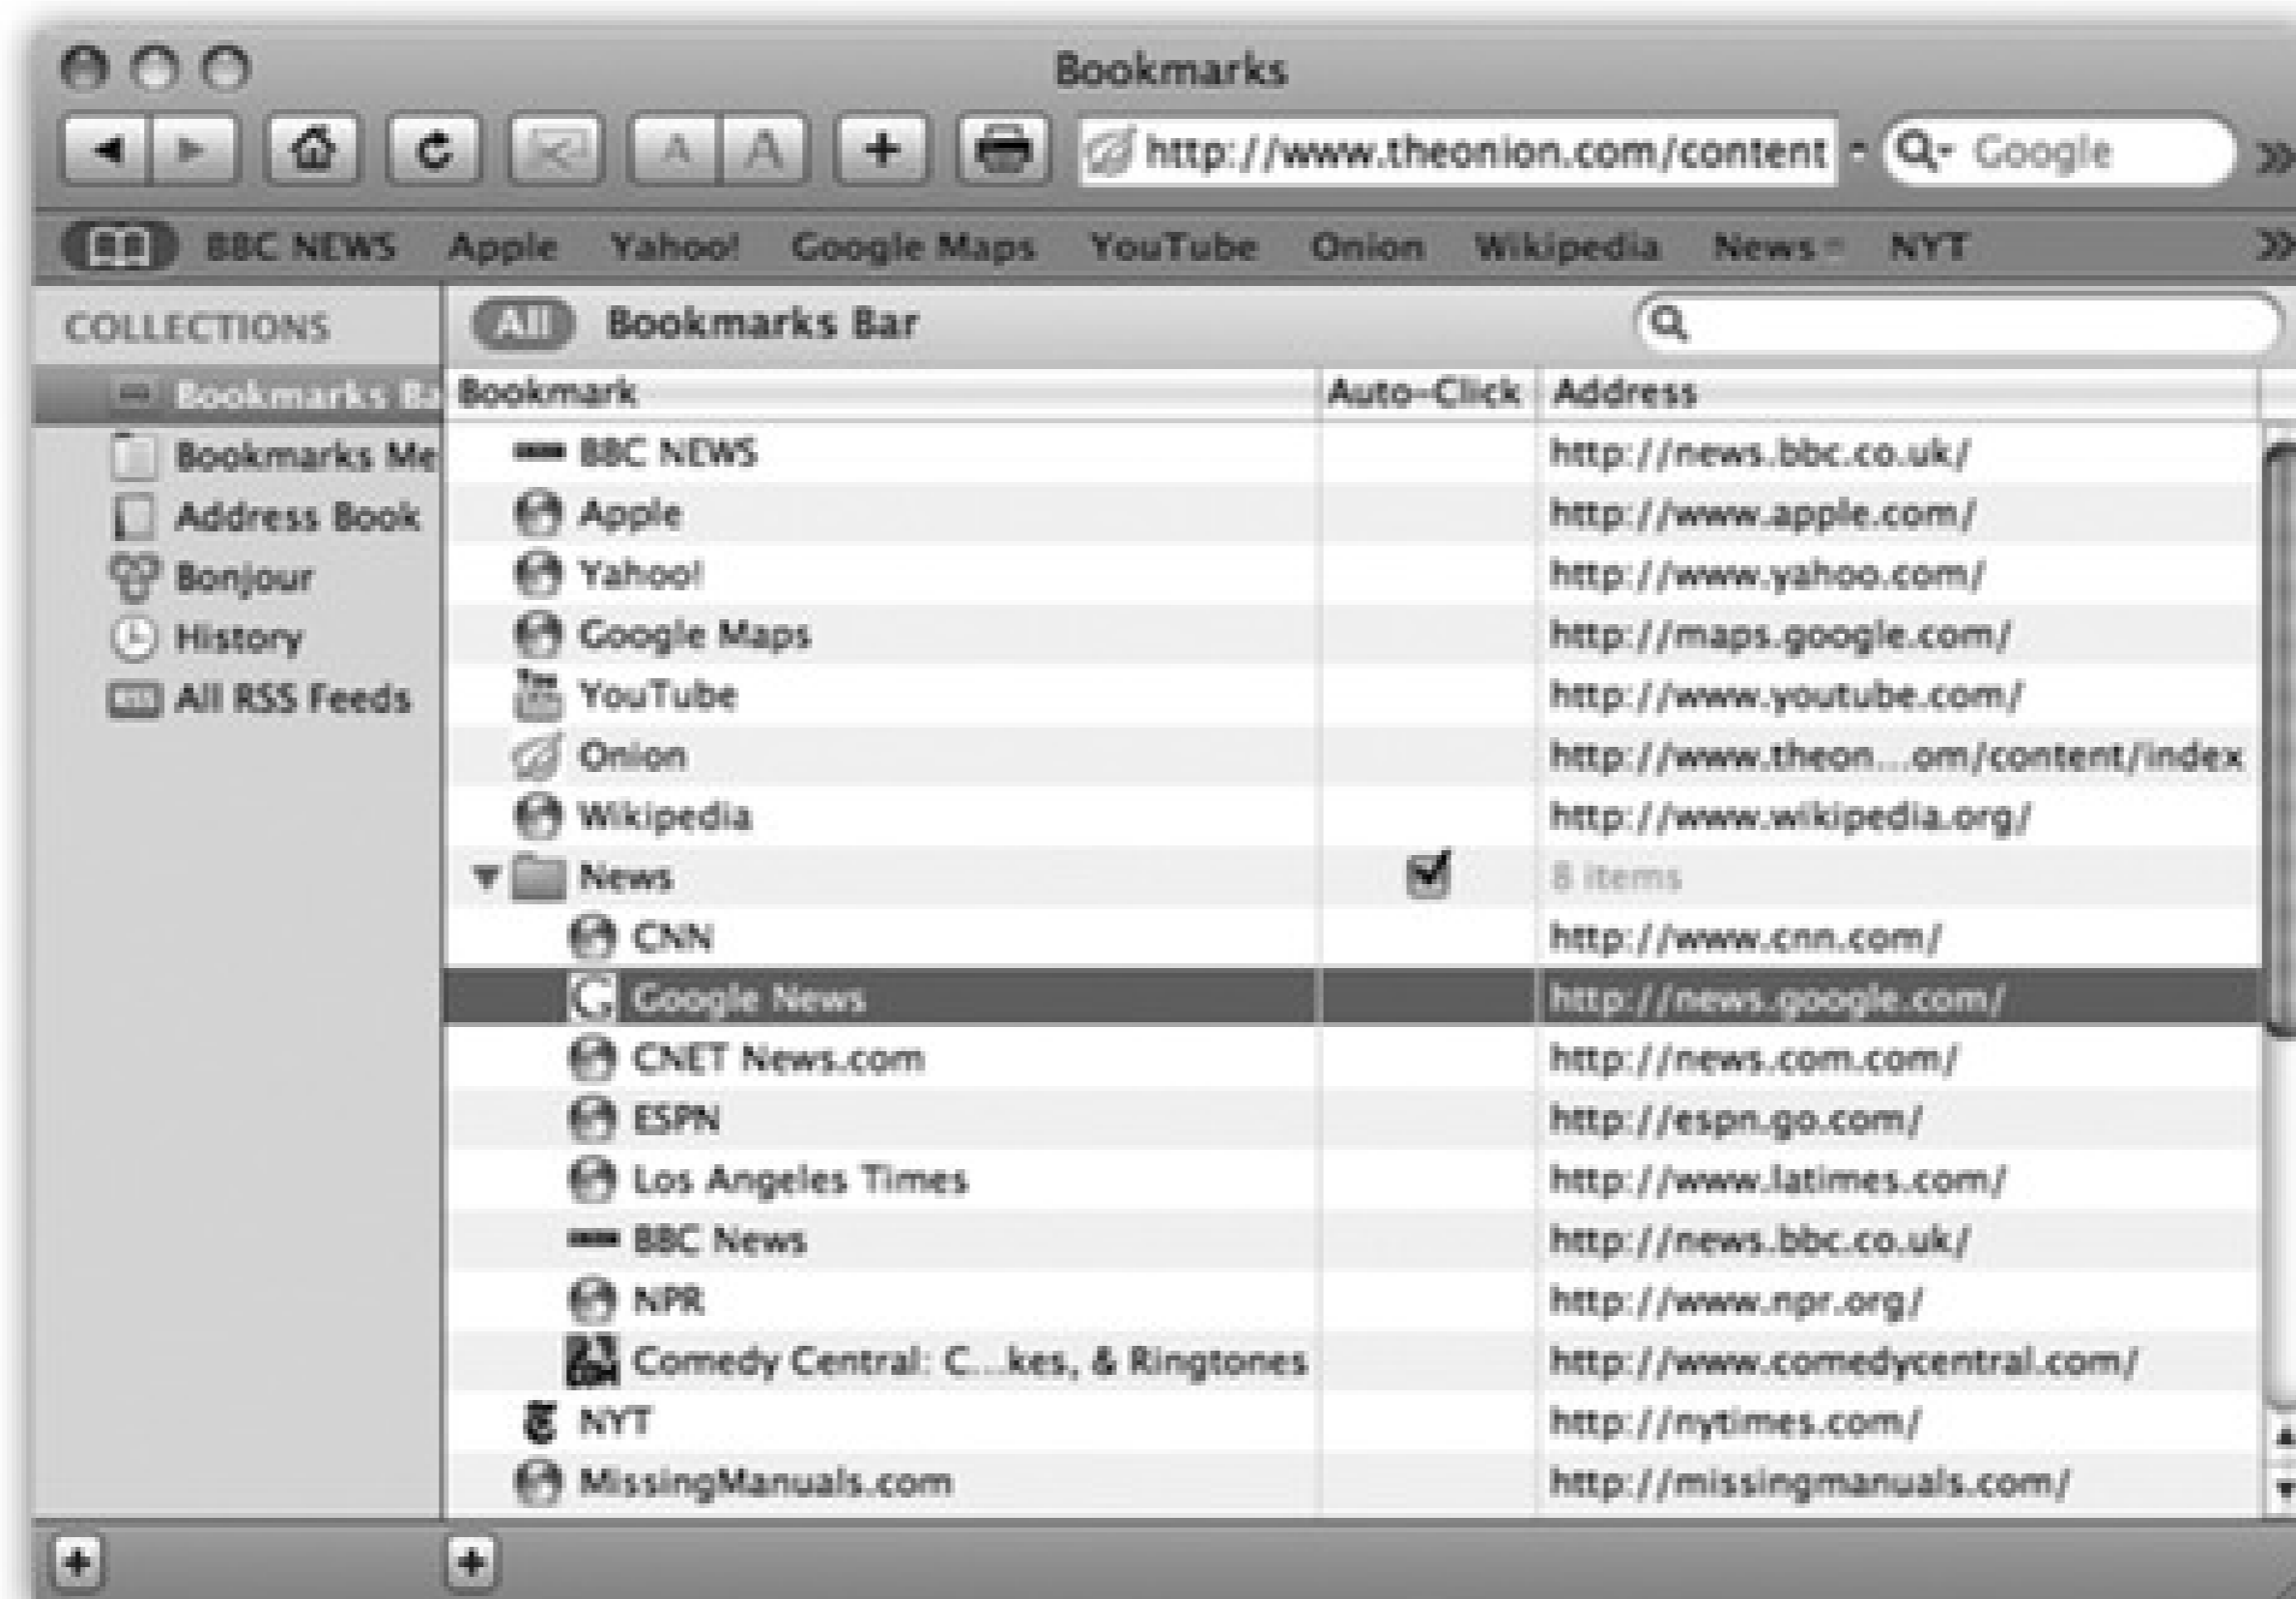 Bookmarks
A A + http://www.theonion.com/content Google »
BBC NEWS Apple Yahoo! Google Maps YouTube Onion Wikipedia News NYT »
COLLECTIONS
Bookmarks Ba
Bookmarks Me
Address Book
Bonjour
History
All RSS Feeds
All Bookmarks Bar
Bookmark Auto-Click Address
BBC NEWS http://news.bbc.co.uk/
Apple http://www.apple.com/
Yahoo! http://www.yahoo.com/
Google Maps http://maps.google.com/
YouTube http://www.youtube.com/
Onion http://www.theon...om/content/index
Wikipedia http://www.wikipedia.org/
News 8 items
CNN http://www.cnn.com/
Google News http://news.google.com/
CNET News.com http://news.com.com/
ESPN http://espn.go.com/
Los Angeles Times http://www.latimes.com/
BBC News http://news.bbc.co.uk/
NPR http://www.npr.org/
Comedy Central: C...kes, & Ringtones http://www.comedycentral.com/
NYT http://nytimes.com/
MissingManuals.com http://missingmanuals.com/
+ +